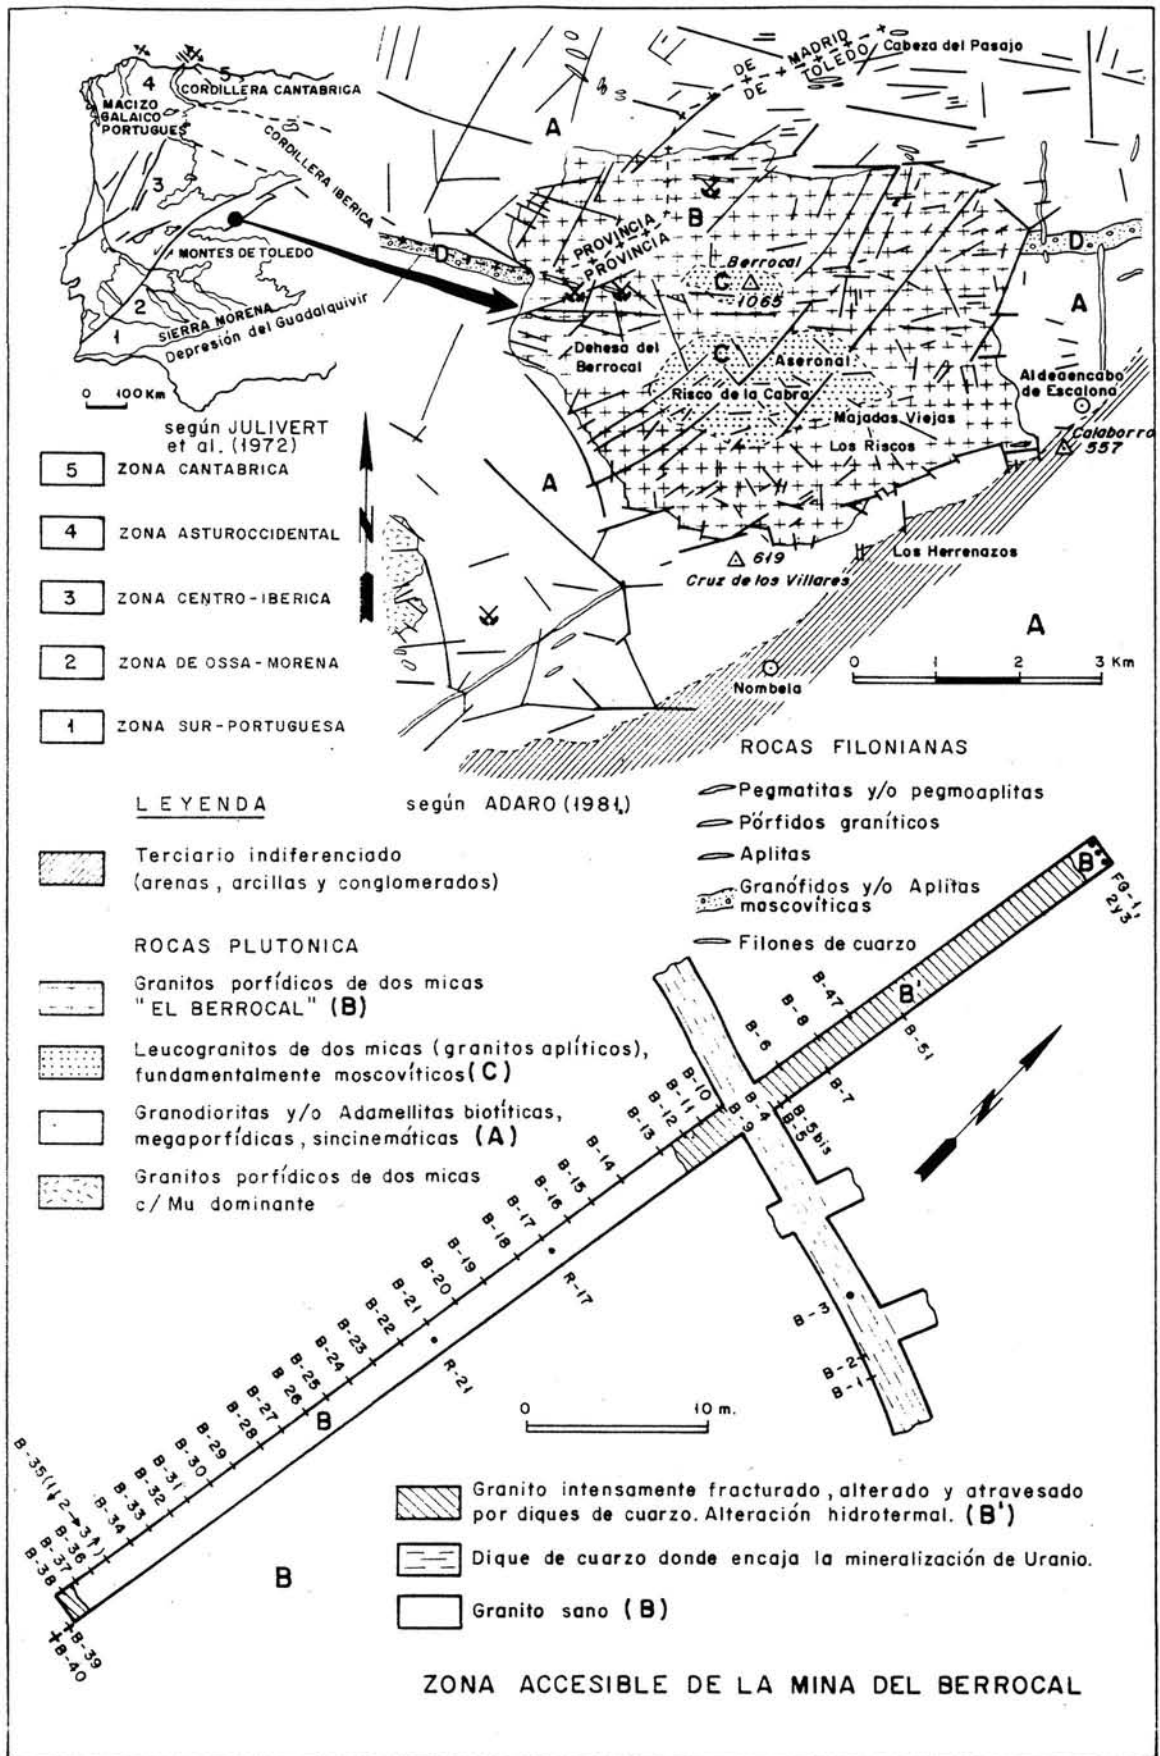 4
5
CORDILLERA CANTABRICA
MACIZO
GALAICO
PORTUGUES
CORDILLERA IBERICA
3
MONTES DE TOLEDO
2
SIERRA MORENA
1
Depresión del Guadalquivir
0 100 Km
según JULIVERT
et al. (1972)
5 ZONA CANTABRICA
4 ZONA ASTUROCCIDENTAL
3 ZONA CENTRO-IBERICA
2 ZONA DE OSSA-MORENA
1 ZONA SUR-PORTUGUESA
DE MADRID
DE TOLEDO
Cabeza del Pasajo
A
B
PROVINCIA
PROVINCIA
D
D
Berrocal
C
1065
A
Dehesa del
Berrocal
C
Aseronal
Risco de la Cabra
Aldeaencabo
de Escalona
Majadas Viejas
Los Riscos
Calaborro
557
A
619
Cruz de los Villares
Los Herrenazos
A
Nombela
0 1 2 3 Km
ROCAS FILONIANAS
Pegmatitas y/o pegmoaplitas
Pórfidos graníticos
Aplitas
Granófidos y/o Aplitas
moscovíticas
Filones de cuarzo
LEYENDA
según ADARO (1981,)
Terciario indiferenciado
(arenas, arcillas y conglomerados)
ROCAS PLUTONICA
Granitos porfídicos de dos micas
"EL BERROCAL" (B)
Leucogranitos de dos micas (granitos aplíticos),
fundamentalmente moscovíticos (C)
Granodioritas y/o Adamellitas biotíticas,
megaporfídicas, sincinemáticas (A)
Granitos porfídicos de dos micas
c/ Mu dominante
B
FG-1,
2y3
B'
B-47
B-51
B-8
B-7
B-6
B-4
B-5bis
B-5
B-9
B-10
B-11
B-12
B-13
B-14
B-15
B-16
B-17
B-18
B-19
B-20
B-21
B-22
B-23
B-24
B-25
B 26
B-27
B-28
B-29
B-30
B-31
B-32
B-33
B-34
B-35(1↓ 2→ 3↑)
B-36
B-37
B-38
B-39
B-40
R-17
R-21
B
B
B-3
B-2
B-1
0 10 m.
Granito intensamente fracturado, alterado y atravesado
por diques de cuarzo. Alteración hidrotermal. (B')
Dique de cuarzo donde encaja la mineralización de Uranio.
Granito sano (B)
ZONA ACCESIBLE DE LA MINA DEL BERROCAL